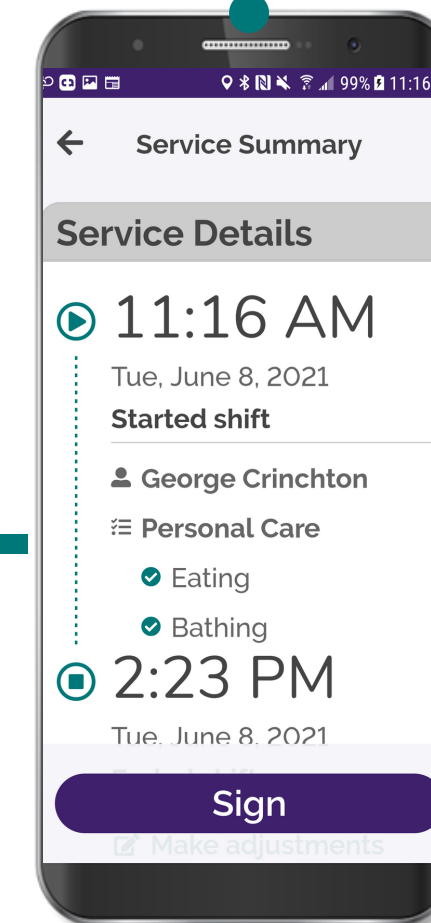 99% 11:16
Service Summary
Service Details
11:16 AM
Tue, June 8, 2021
Started shift
George Crinchton
Personal Care
Eating
Bathing
2:23 PM
Tue, June 8, 2021
Sign
Make adjustments